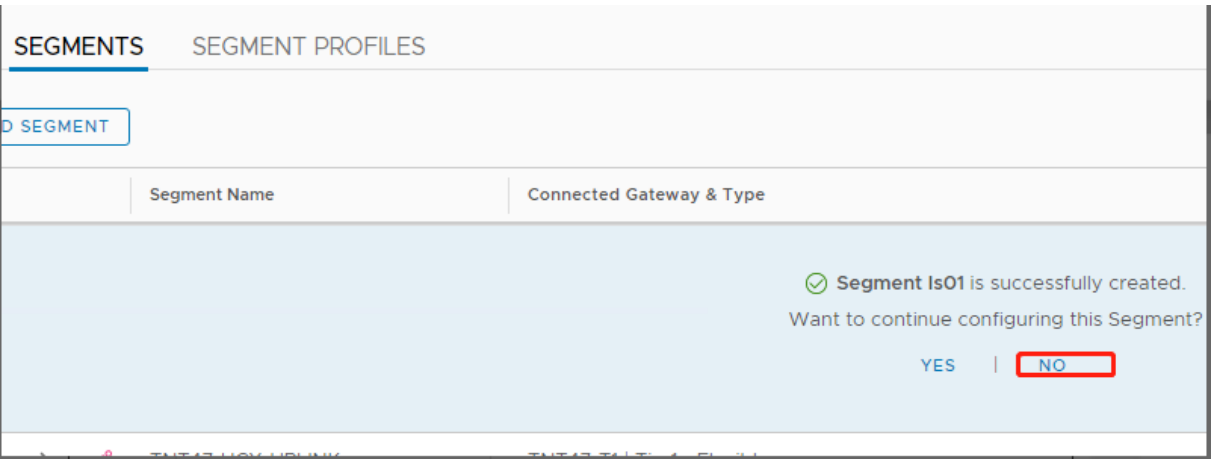 SEGMENTS SEGMENT PROFILES
D SEGMENT
Segment Name Connected Gateway & Type
Segment ls01 is successfully created.
Want to continue configuring this Segment?
YES | NO